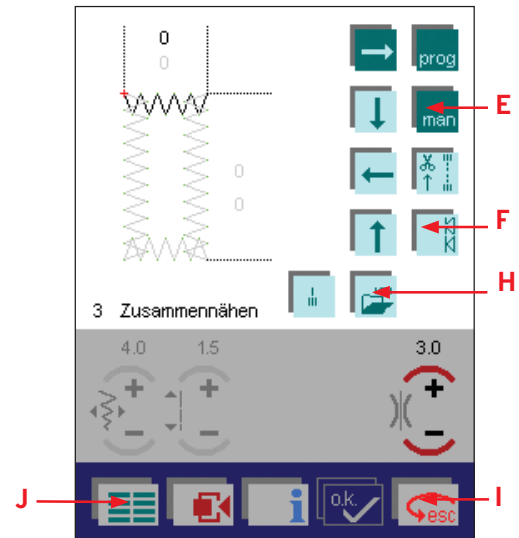 0
0
prog
E
man
0
0
F
H
3 Zusammennähen
4.0 1.5 3.0
+ + +
− − −
J
i
o.k.
esc
I